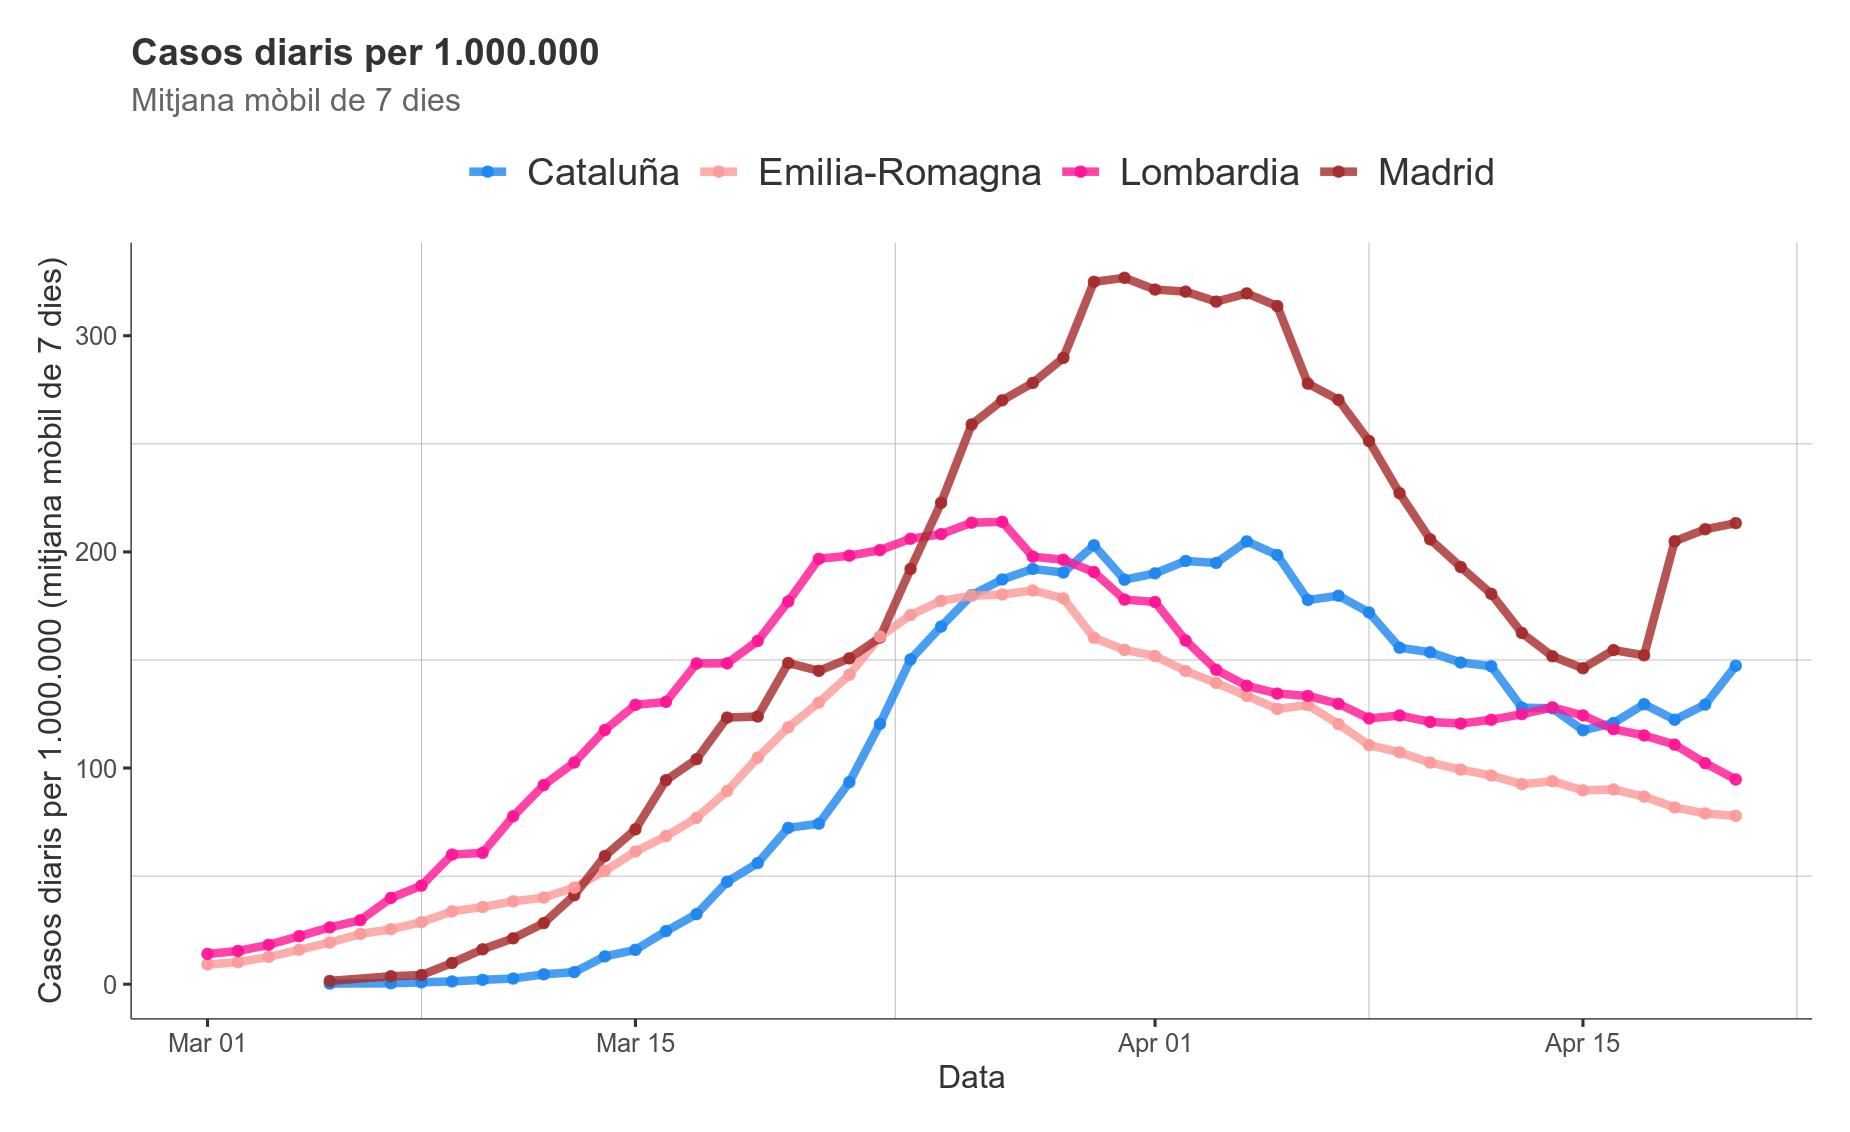 Casos diaris per 1.000.000
Mitjana mòbil de 7 dies
Cataluña Emilia-Romagna Lombardia Madrid
Casos diaris per 1.000.000 (mitjana mòbil de 7 dies)
300
200
100
0
Mar 01 Mar 15 Apr 01 Apr 15
Data